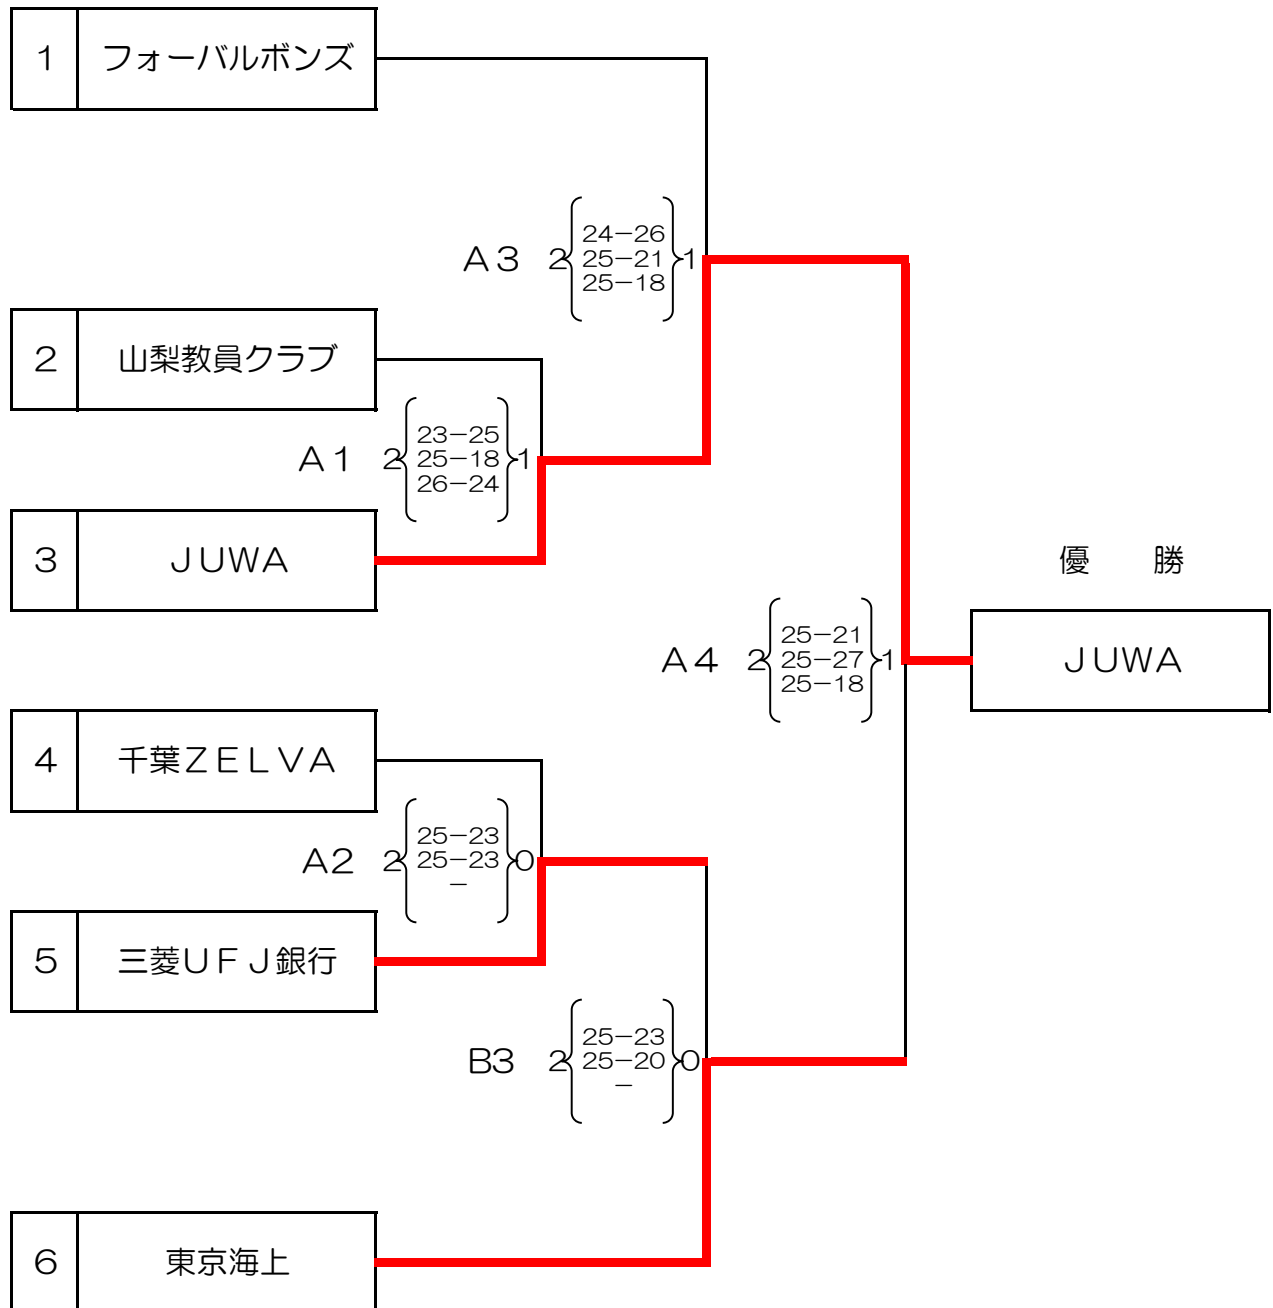 １ フォーバルボンズ
Ａ３ 2 24－26 1
25－21
25－18
２ 山梨教員クラブ
Ａ１ 2 23－25 1
25－18
26－24
３ ＪＵＷＡ
優　勝
ＪＵＷＡ
Ａ４ 2 25－21 1
25－27
25－18
４ 千葉ＺＥＬＶＡ
Ａ2 2 25－23 0
25－23
－
５ 三菱ＵＦＪ銀行
B3 2 25－23 0
25－20
－
６ 東京海上